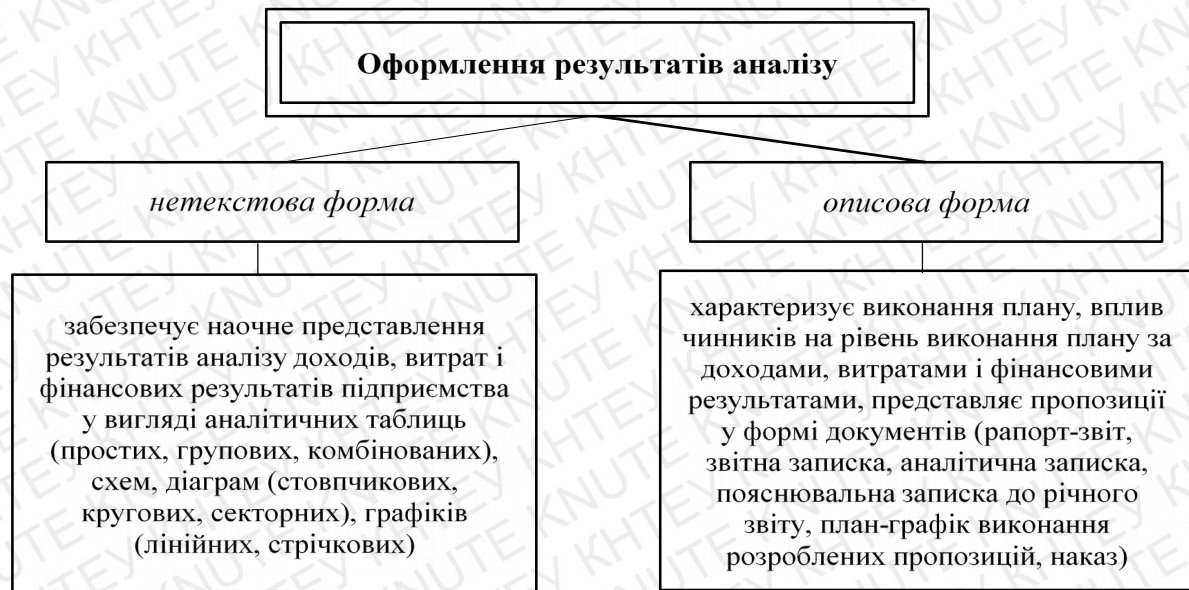 Оформлення результатів аналізу
нетекстова форма
описова форма
забезпечує наочне представлення
результатів аналізу доходів, витрат і
фінансових результатів підприємства
у вигляді аналітичних таблиць
(простих, групових, комбінованих),
схем, діаграм (стовпчикових,
кругових, секторних), графіків
(лінійних, стрічкових)
характеризує виконання плану, вплив
чинників на рівень виконання плану за
доходами, витратами і фінансовими
результатами, представляє пропозиції
у формі документів (рапорт-звіт,
звітна записка, аналітична записка,
пояснювальна записка до річного
звіту, план-графік виконання
розроблених пропозицій, наказ)